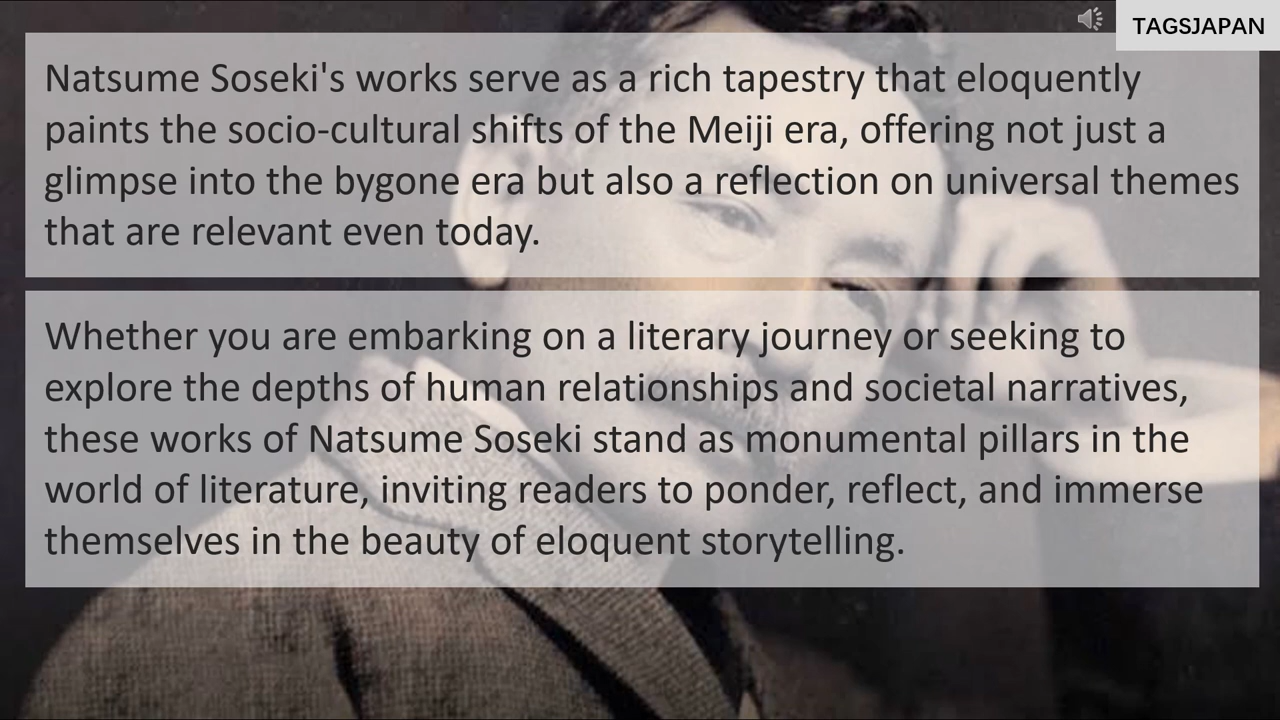 TAGSJAPAN
Natsume Soseki's works serve as a rich tapestry that eloquently
paints the socio-cultural shifts of the Meiji era, offering not just a
glimpse into the bygone era but also a reflection on universal themes
that are relevant even today.
Whether you are embarking on a literary journey or seeking to
explore the depths of human relationships and societal narratives,
these works of Natsume Soseki stand as monumental pillars in the
world of literature, inviting readers to ponder, reflect, and immerse
themselves in the beauty of eloquent storytelling.